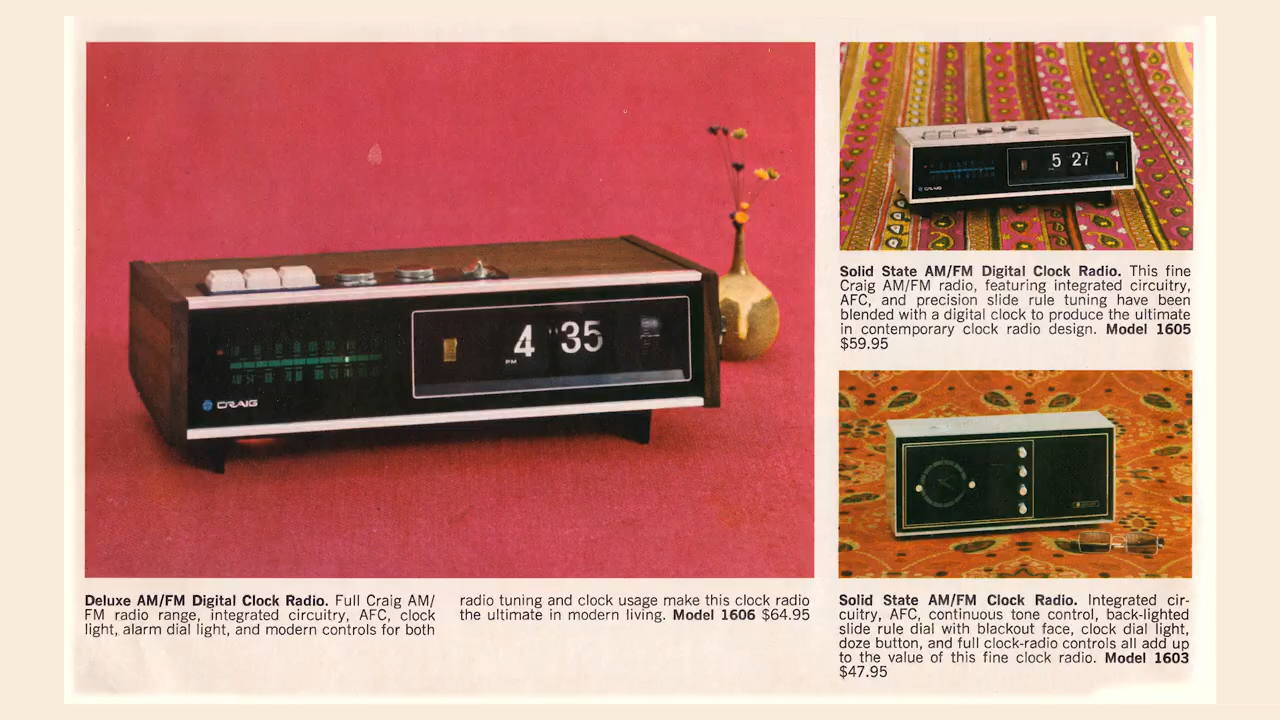 CRAIG
PM
4 35
Deluxe AM/FM Digital Clock Radio. Full Craig AM/
FM radio range, integrated circuitry, AFC, clock
light, alarm dial light, and modern controls for both
radio tuning and clock usage make this clock radio
the ultimate in modern living. Model 1606 $64.95
5 27
CRAIG
Solid State AM/FM Digital Clock Radio. This fine
Craig AM/FM radio, featuring integrated circuitry,
AFC, and precision slide rule tuning have been
blended with a digital clock to produce the ultimate
in contemporary clock radio design. Model 1605
$59.95
Solid State AM/FM Clock Radio. Integrated cir-
cuitry, AFC, continuous tone control, back-lighted
slide rule dial with blackout face, clock dial light,
doze button, and full clock-radio controls all add up
to the value of this fine clock radio. Model 1603
$47.95